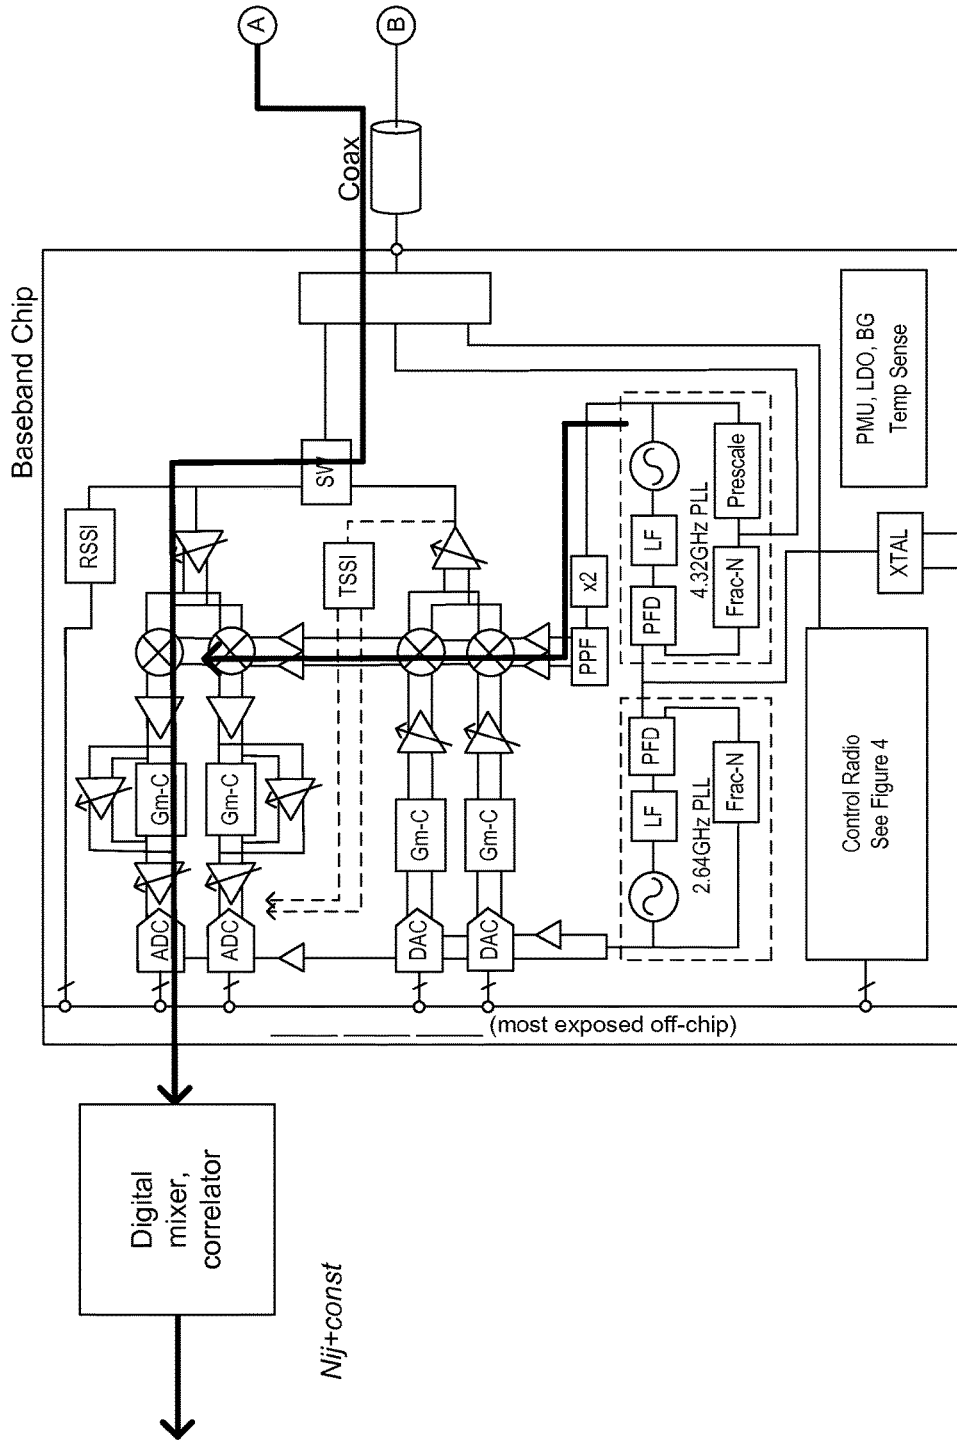 A
B
Coax
Baseband Chip
RSSI
SW
TSSI
PMU, LDO, BG
Temp Sense
x2
PPF
LF
PFD
4.32GHz PLL
Prescale
Frac-N
XTAL
PFD
LF
2.64GHz PLL
Frac-N
Gm-C
Gm-C
Gm-C
Gm-C
ADC
ADC
DAC
DAC
Control Radio
See Figure 4
(most exposed off-chip)
Digital
mixer,
correlator
Nij+const